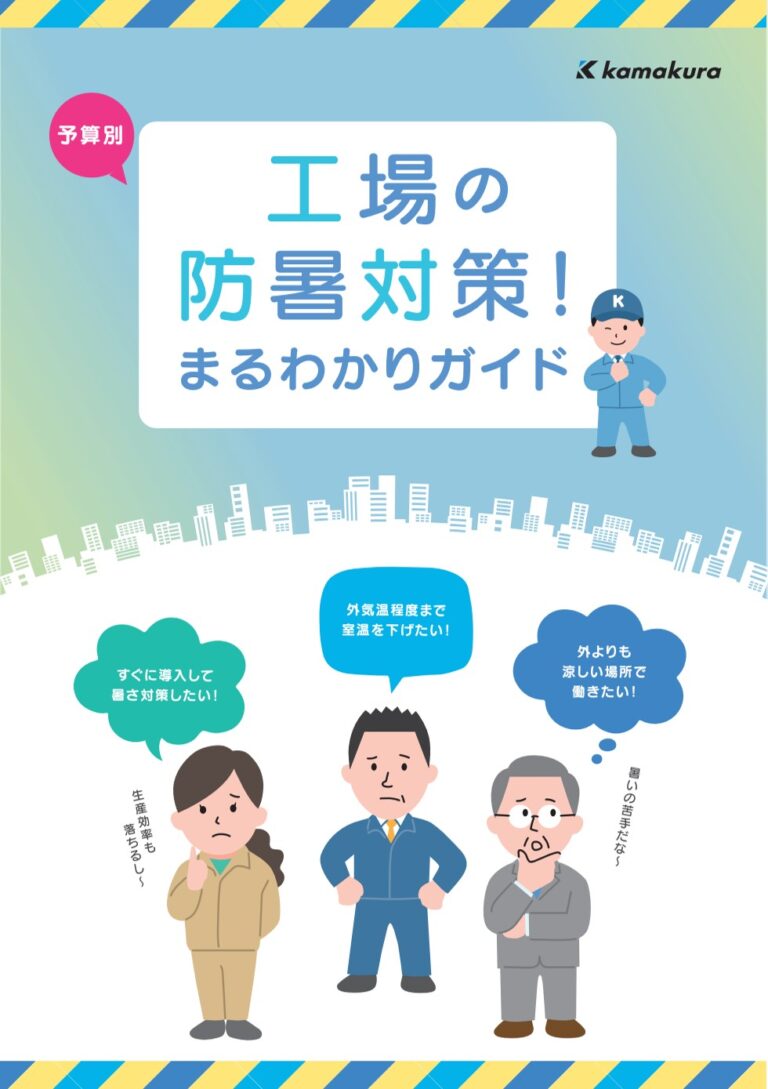 kamakura
予算別
工場の
防暑対策!
まるわかりガイド
K
外気温程度まで
室温を下げたい!
すぐに導入して
暑さ対策したい!
外よりも
涼しい場所で
働きたい!
生産効率も
落ちるし〜
暑いの苦手だな〜